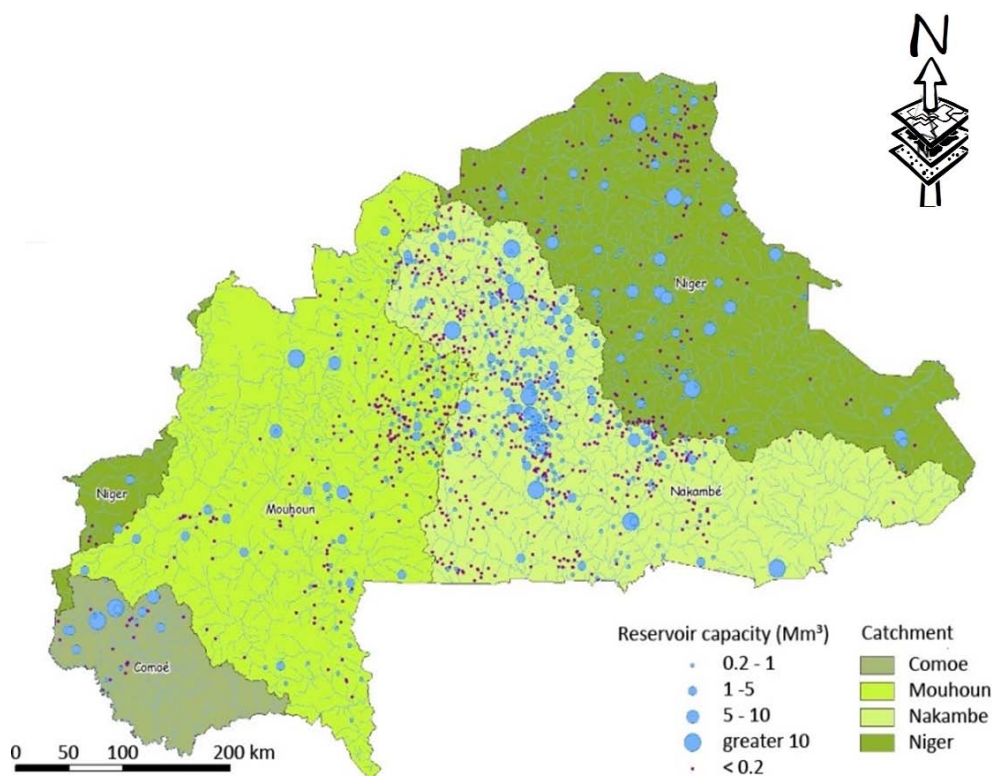 N
Niger
Niger
Nakambé
Mouhoun
Comoé
Reservoir capacity (Mm³)
0.2 - 1
1 -5
5 - 10
greater 10
< 0.2
Catchment
Comoe
Mouhoun
Nakambe
Niger
0 50 100 200 km